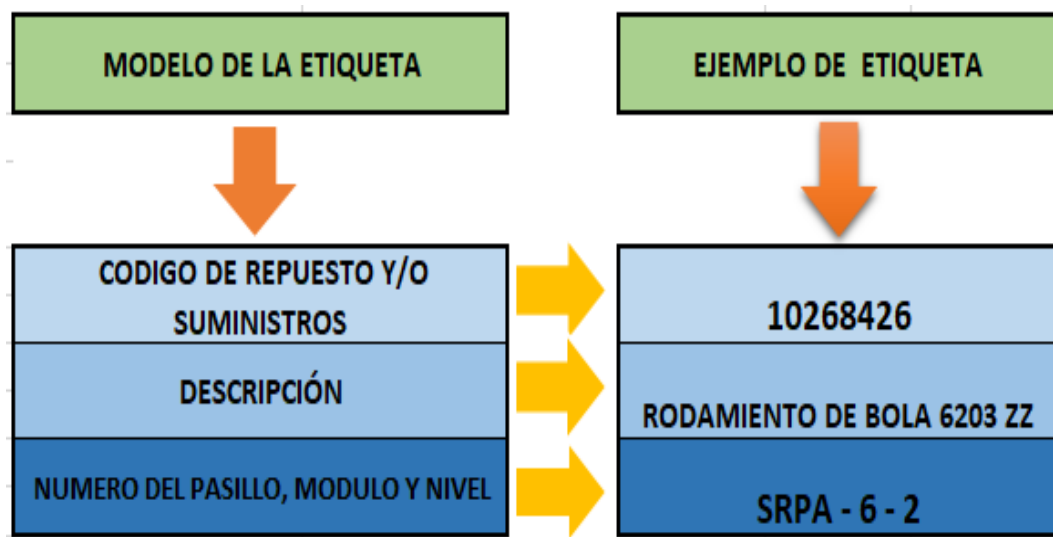 MODELO DE LA ETIQUETA
EJEMPLO DE ETIQUETA
CODIGO DE REPUESTO Y/O
SUMINISTROS
10268426
DESCRIPCIÓN
RODAMIENTO DE BOLA 6203 ZZ
NUMERO DEL PASILLO, MODULO Y NIVEL
SRPA - 6 - 2